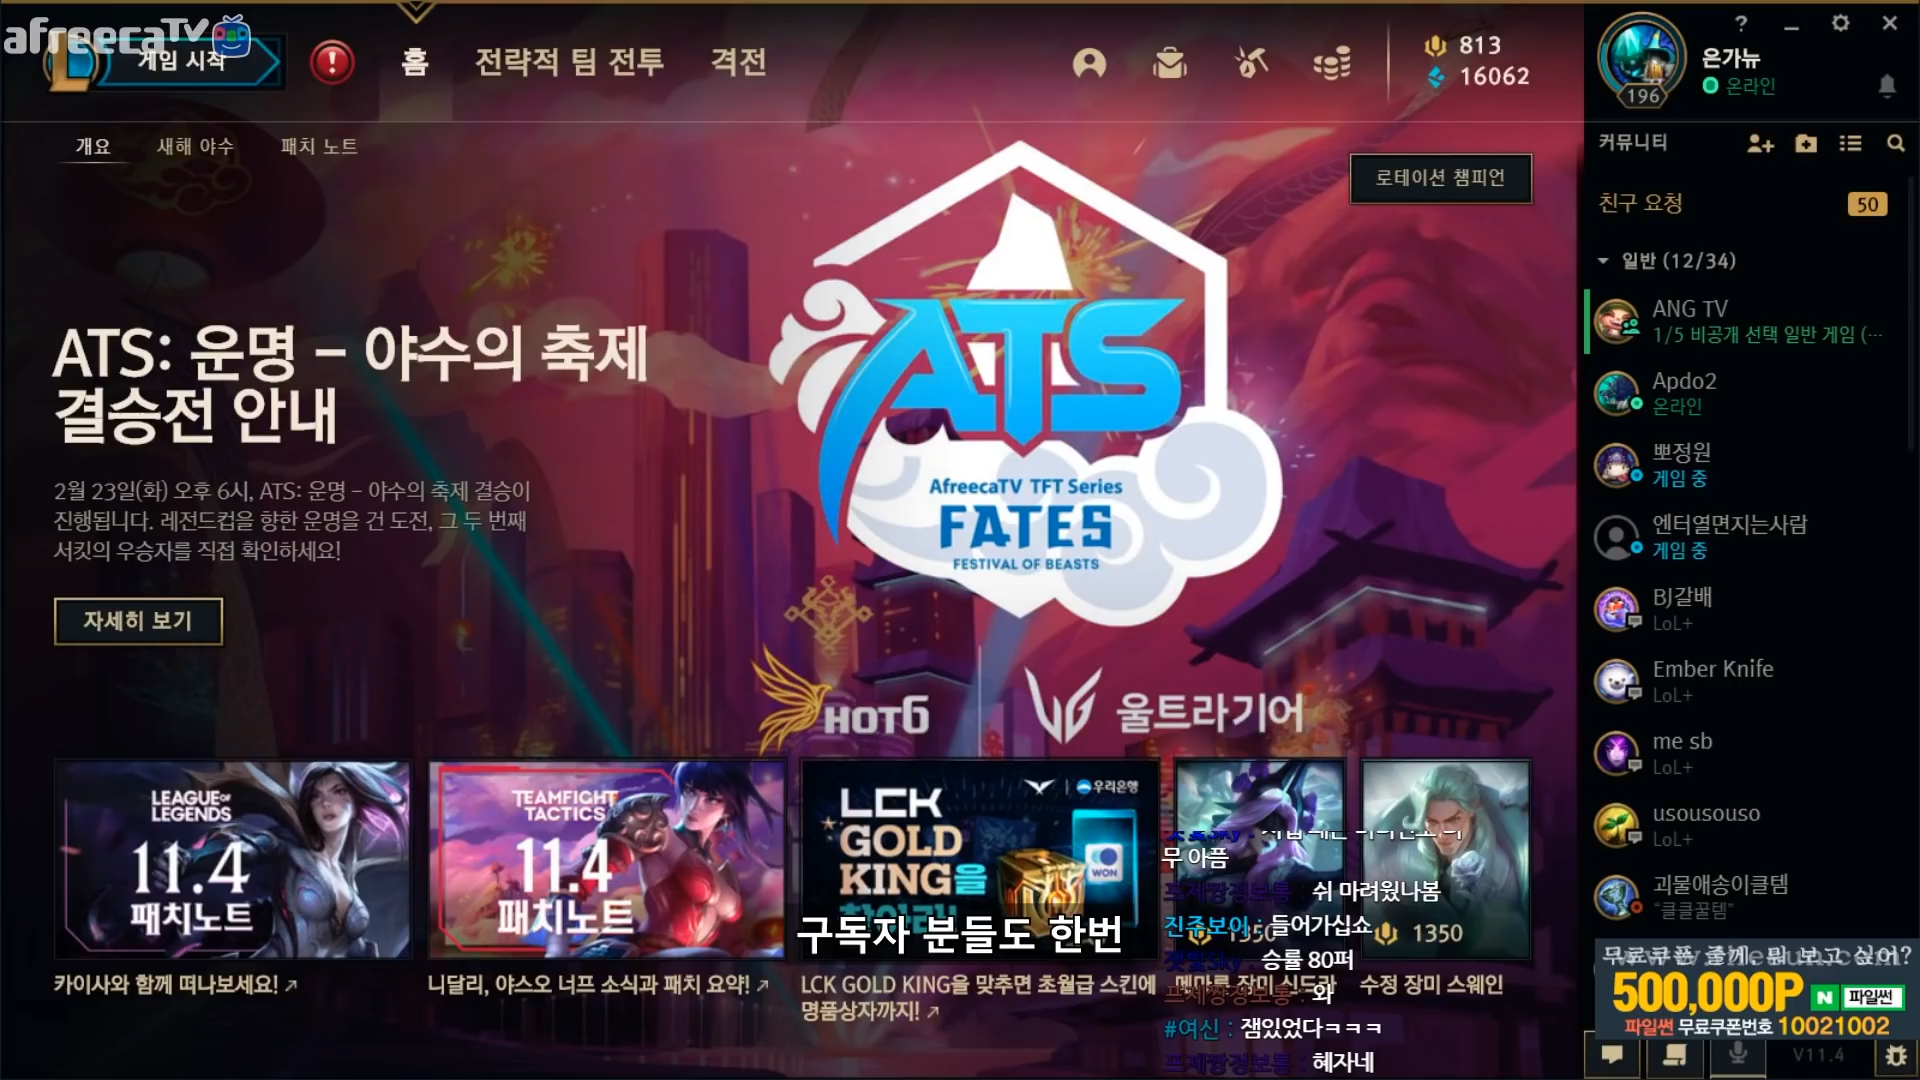 afreecaTV
게임 시작
홈
전략적 팀 전투
격전
813
16062
온가뉴
196
온라인
개요
새해 야수
패치 노트
로테이션 챔피언
커뮤니티
친구 요청
50
일반 (12/34)
ANG TV
1/5 비공개 선택 일반 게임 (...
Apdo2
온라인
뽀정원
게임 중
엔터열면지는사람
게임 중
BJ갈배
LoL+
Ember Knife
LoL+
me sb
LoL+
usousouso
LoL+
괴물애송이클템
"클클꿀템"
ATS
AfreecaTV TFT Series
FATES
FESTIVAL OF BEASTS
ATS: 운명 – 야수의 축제
결승전 안내
2월 23일(화) 오후 6시, ATS: 운명 – 야수의 축제 결승이
진행됩니다. 레전드컵을 향한 운명을 건 도전, 그 두 번째
서킷의 우승자를 직접 확인하세요!
자세히 보기
HOT6
울트라기어
LEAGUE OF
LEGENDS
11.4
패치노트
카이사와 함께 떠나보세요!
TEAMFIGHT
TACTICS
11.4
패치노트
니달리, 야스오 너프 소식과 패치 요약!
우리은행
LCK
GOLD
KING을
WON
구독자 분들도 한번
LCK GOLD KING을 맞추면 초월급 스킨에
명품상자까지!
1350
1350
수정 장미 스웨인
무 아픔
쉬 마려웠나봄
진주보이 : 들어가십쇼
승률 80퍼
와
#여신 : 잼있었다ㅋㅋㅋ
혜자네
무료쿠폰 줄께, 뭐 보고 싶어?
500,000P
N 파일썬
파일썬 무료쿠폰번호 10021002
V11.4